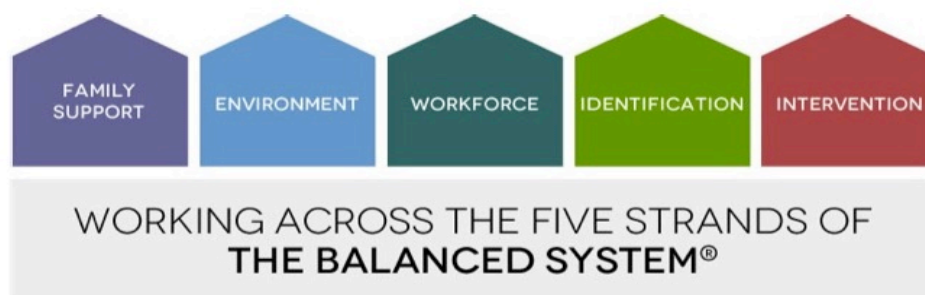 FAMILY
SUPPORT
ENVIRONMENT
WORKFORCE
IDENTIFICATION
INTERVENTION
WORKING ACROSS THE FIVE STRANDS OF
THE BALANCED SYSTEM®